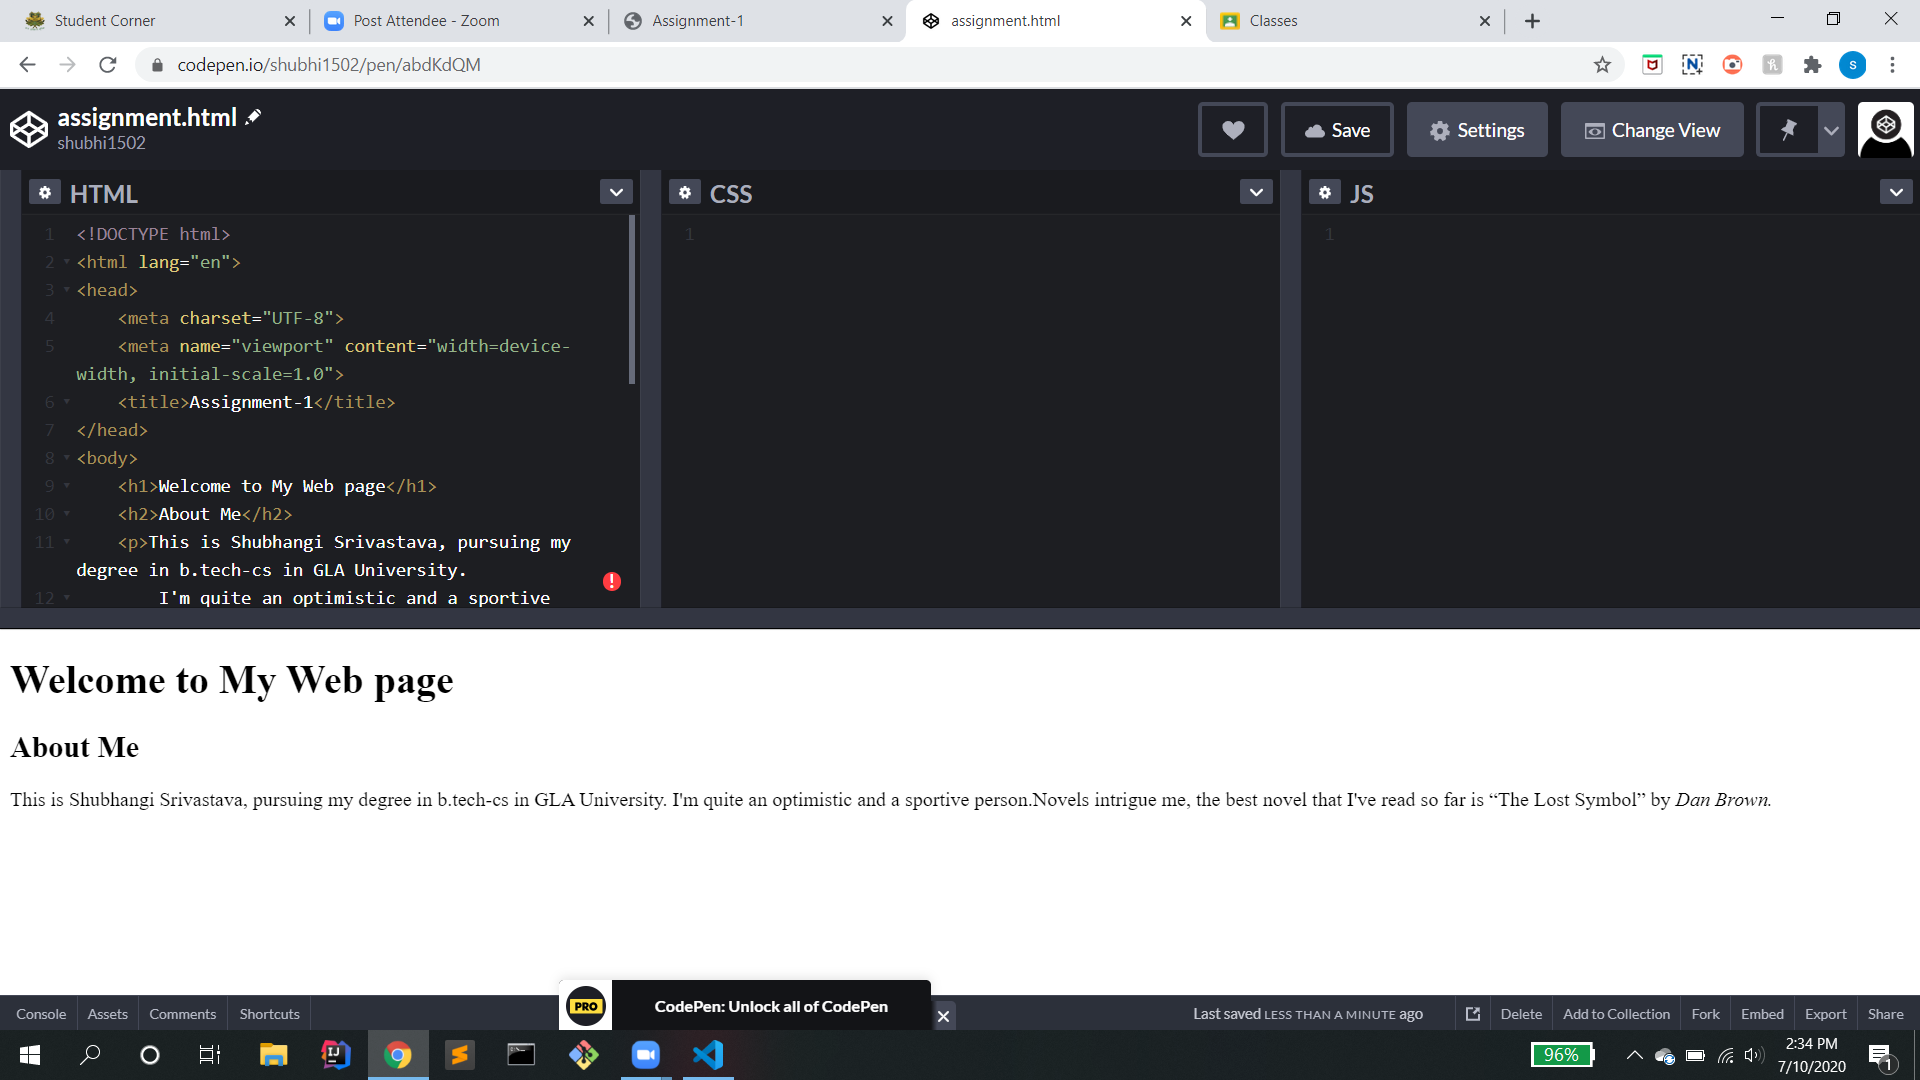 Student Corner
Post Attendee - Zoom
Assignment-1
assignment.html
Classes
codepen.io/shubhi1502/pen/abdKdQM
S
assignment.html
shubhi1502
Save
Settings
Change View
HTML
CSS
JS
1 <!DOCTYPE html>
2 <html lang="en">
3 <head>
4 <meta charset="UTF-8">
5 <meta name="viewport" content="width=device-
width, initial-scale=1.0">
6 <title>Assignment-1</title>
7 </head>
8 <body>
9 <h1>Welcome to My Web page</h1>
10 <h2>About Me</h2>
11 <p>This is Shubhangi Srivastava, pursuing my
degree in b.tech-cs in GLA University.
12 I'm quite an optimistic and a sportive
1
1
Welcome to My Web page
About Me
This is Shubhangi Srivastava, pursuing my degree in b.tech-cs in GLA University. I'm quite an optimistic and a sportive person.Novels intrigue me, the best novel that I've read so far is “The Lost Symbol” by Dan Brown.
Console
Assets
Comments
Shortcuts
PRO
CodePen: Unlock all of CodePen
Last saved LESS THAN A MINUTE ago
Delete
Add to Collection
Fork
Embed
Export
Share
96%
2:34 PM
7/10/2020
1